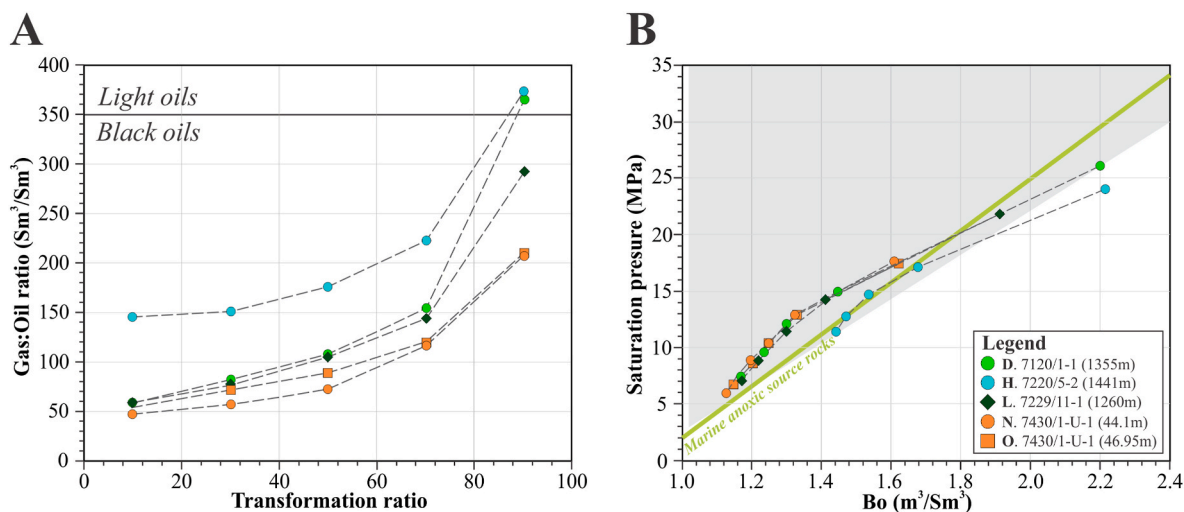 A
B
Gas:Oil ratio (Sm³/Sm³)
400
350
300
250
200
150
100
50
0
Light oils
Black oils
0
20
40
60
80
100
Transformation ratio
Saturation presure (MPa)
35
30
25
20
15
10
5
0
Marine anoxic source rocks
Legend
D. 7120/1-1 (1355m)
H. 7220/5-2 (1441m)
L. 7229/11-1 (1260m)
N. 7430/1-U-1 (44.1m)
O. 7430/1-U-1 (46.95m)
1.0
1.2
1.4
1.6
1.8
2.0
2.2
2.4
Bo (m³/Sm³)